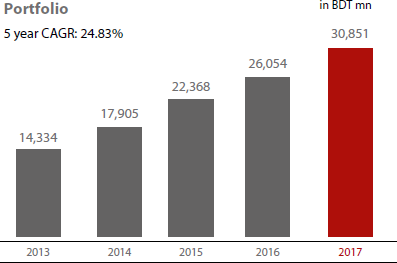 Portfolio
in BDT mn
5 year CAGR: 24.83%
30,851
26,054
22,368
17,905
14,334
2013 2014 2015 2016 2017